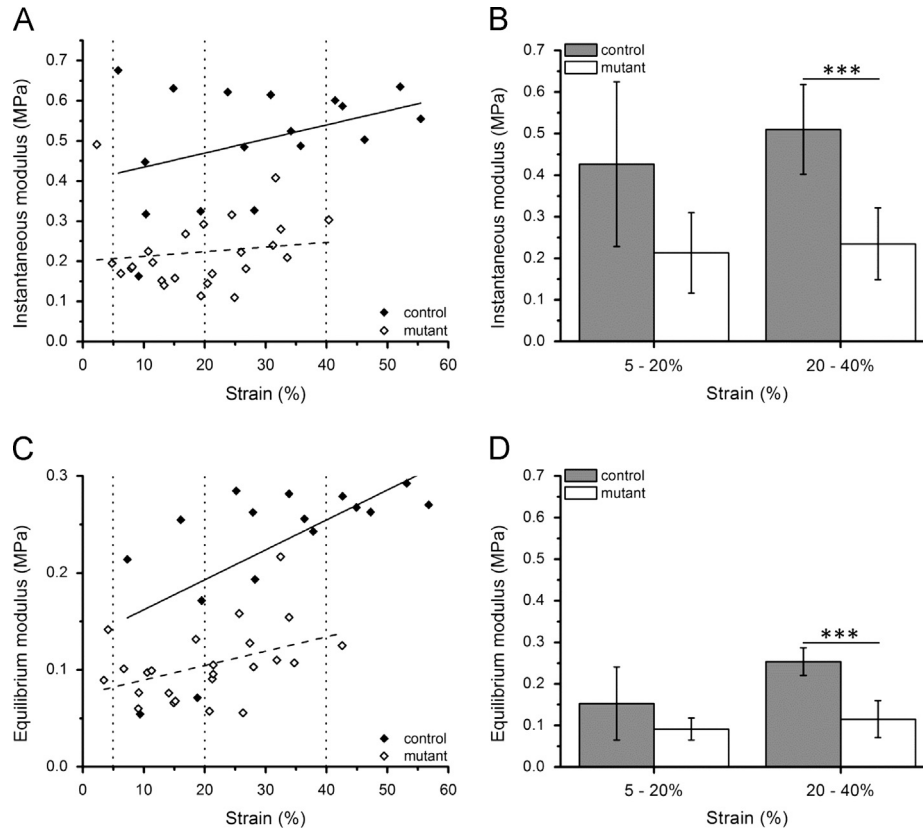 A
Instantaneous modulus (MPa)
0.7
0.6
0.5
0.4
0.3
0.2
0.1
0.0
control
mutant
0 10 20 30 40 50 60
Strain (%)
B
Instantaneous modulus (MPa)
0.7
0.6
0.5
0.4
0.3
0.2
0.1
0.0
control
mutant
***
5 - 20% 20 - 40%
Strain (%)
C
Equilibrium modulus (MPa)
0.3
0.2
0.1
0.0
control
mutant
0 10 20 30 40 50 60
Strain (%)
D
Equilibrium modulus (MPa)
0.7
0.6
0.5
0.4
0.3
0.2
0.1
0.0
control
mutant
***
5 - 20% 20 - 40%
Strain (%)